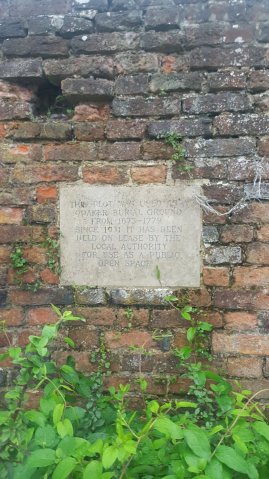 THIS PLOT WAS USED AS A
QUAKER BURIAL GROUND
FROM 1673-1779
SINCE 1931 IT HAS BEEN
HELD ON LEASE BY THE
LOCAL AUTHORITY
FOR USE AS A PUBLIC
OPEN SPACE